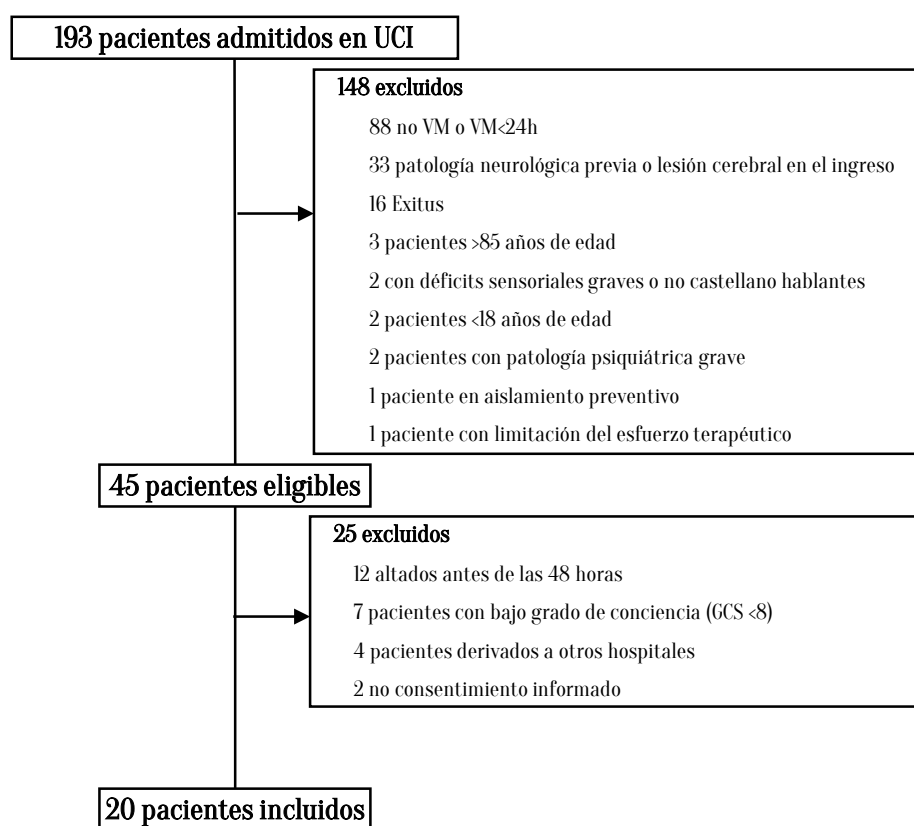 193 pacientes admitidos en UCI
148 excluidos
88 no VM o VM<24h
33 patología neurológica previa o lesión cerebral en el ingreso
16 Exitus
3 pacientes >85 años de edad
2 con déficits sensoriales graves o no castellano hablantes
2 pacientes <18 años de edad
2 pacientes con patología psiquiátrica grave
1 paciente en aislamiento preventivo
1 paciente con limitación del esfuerzo terapéutico
45 pacientes eligibles
25 excluidos
12 altados antes de las 48 horas
7 pacientes con bajo grado de conciencia (GCS <8)
4 pacientes derivados a otros hospitales
2 no consentimiento informado
20 pacientes incluidos